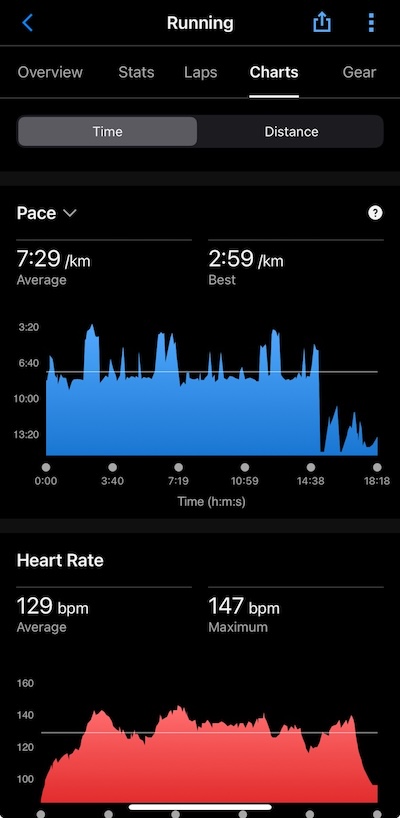 Running
Overview Stats Laps Charts Gear
Time Distance
Pace ?
7:29 /km 2:59 /km
Average Best
3:20
6:40
10:00
13:20
0:00 3:40 7:19 10:59 14:38 18:18
Time (h:m:s)
Heart Rate
129 bpm 147 bpm
Average Maximum
160
140
120
100